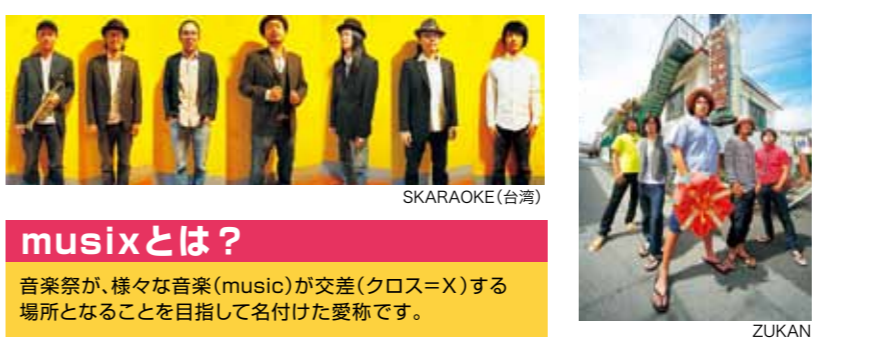 SKARAOKE(台湾)
musixとは?
音楽祭が、様々な音楽(music)が交差(クロス=X)する
場所となることを目指して名付けた愛称です。
ZUKAN